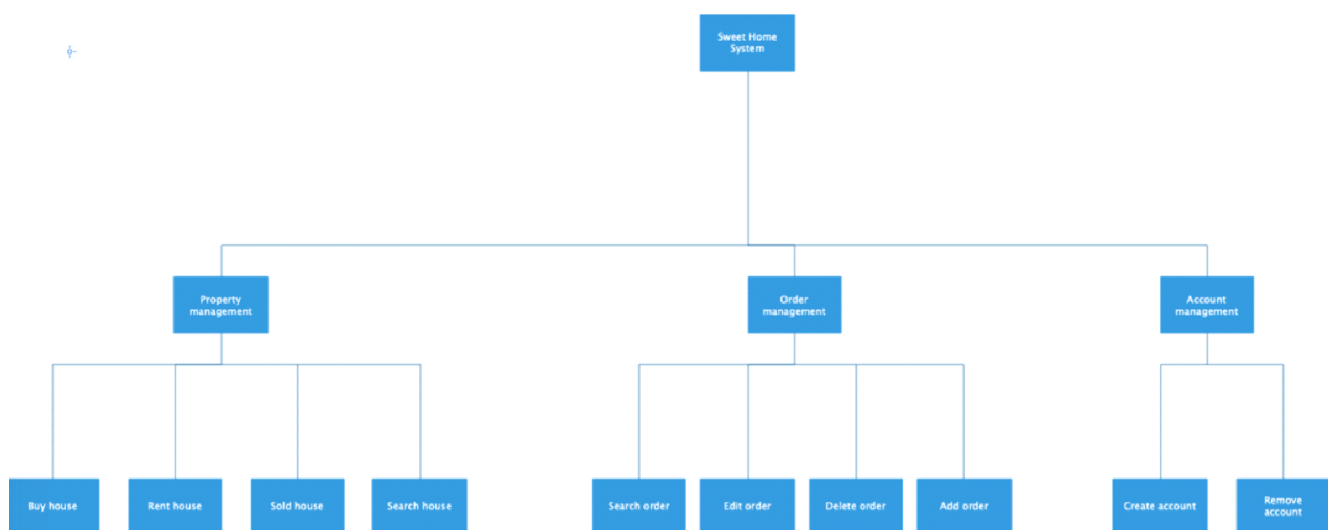 Sweet Home
System
Property
management
Order
management
Account
management
Buy house
Rent house
Sold house
Search house
Search order
Edit order
Delete order
Add order
Create account
Remove
account